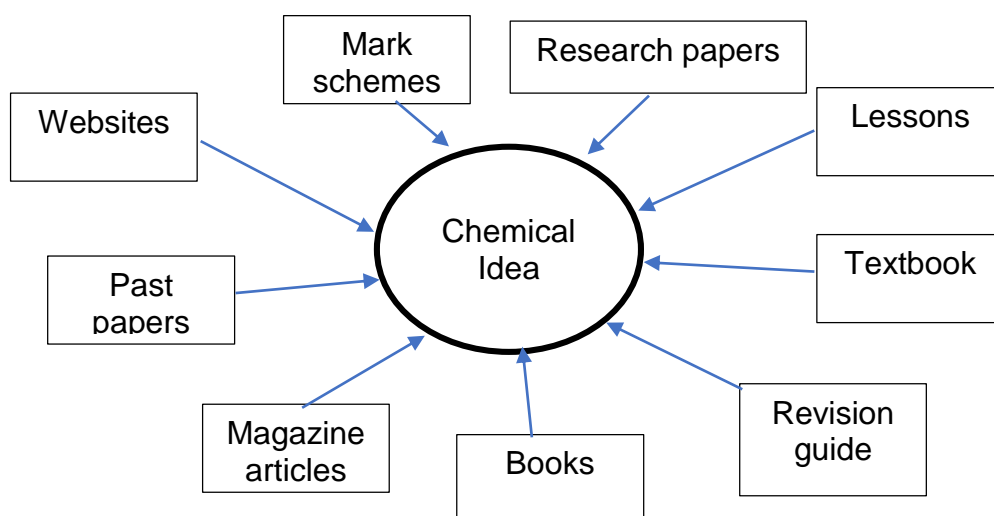 Mark
schemes
Research papers
Websites
Lessons
Chemical
Idea
Textbook
Past
papers
Revision
guide
Magazine
articles
Books